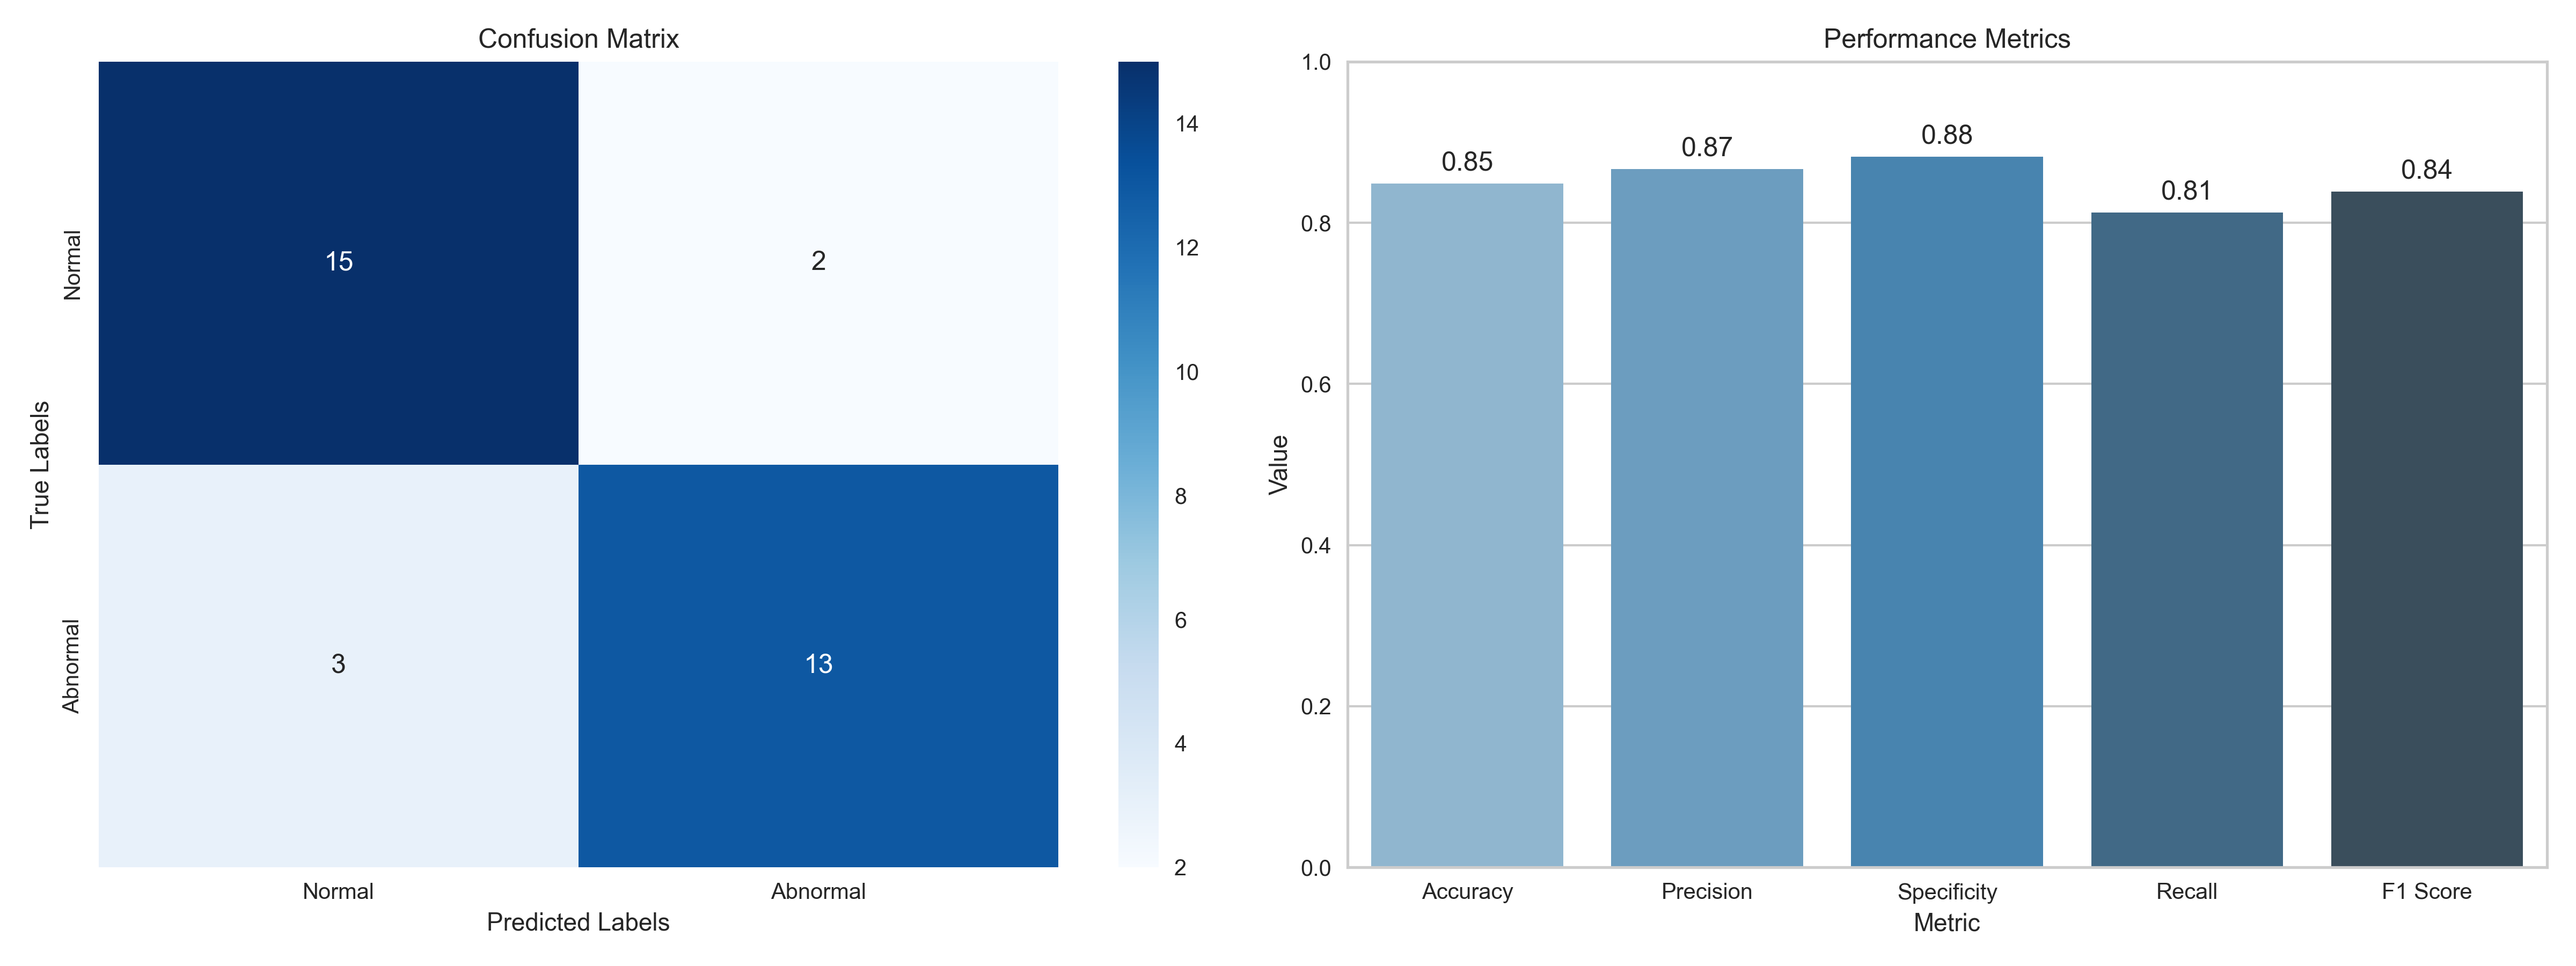 Confusion Matrix
True Labels
Normal
Abnormal
15
2
3
13
Normal
Abnormal
Predicted Labels
14
12
10
8
6
4
2
Performance Metrics
Value
1.0
0.8
0.6
0.4
0.2
0.0
0.85
0.87
0.88
0.81
0.84
Accuracy
Precision
Specificity
Recall
F1 Score
Metric